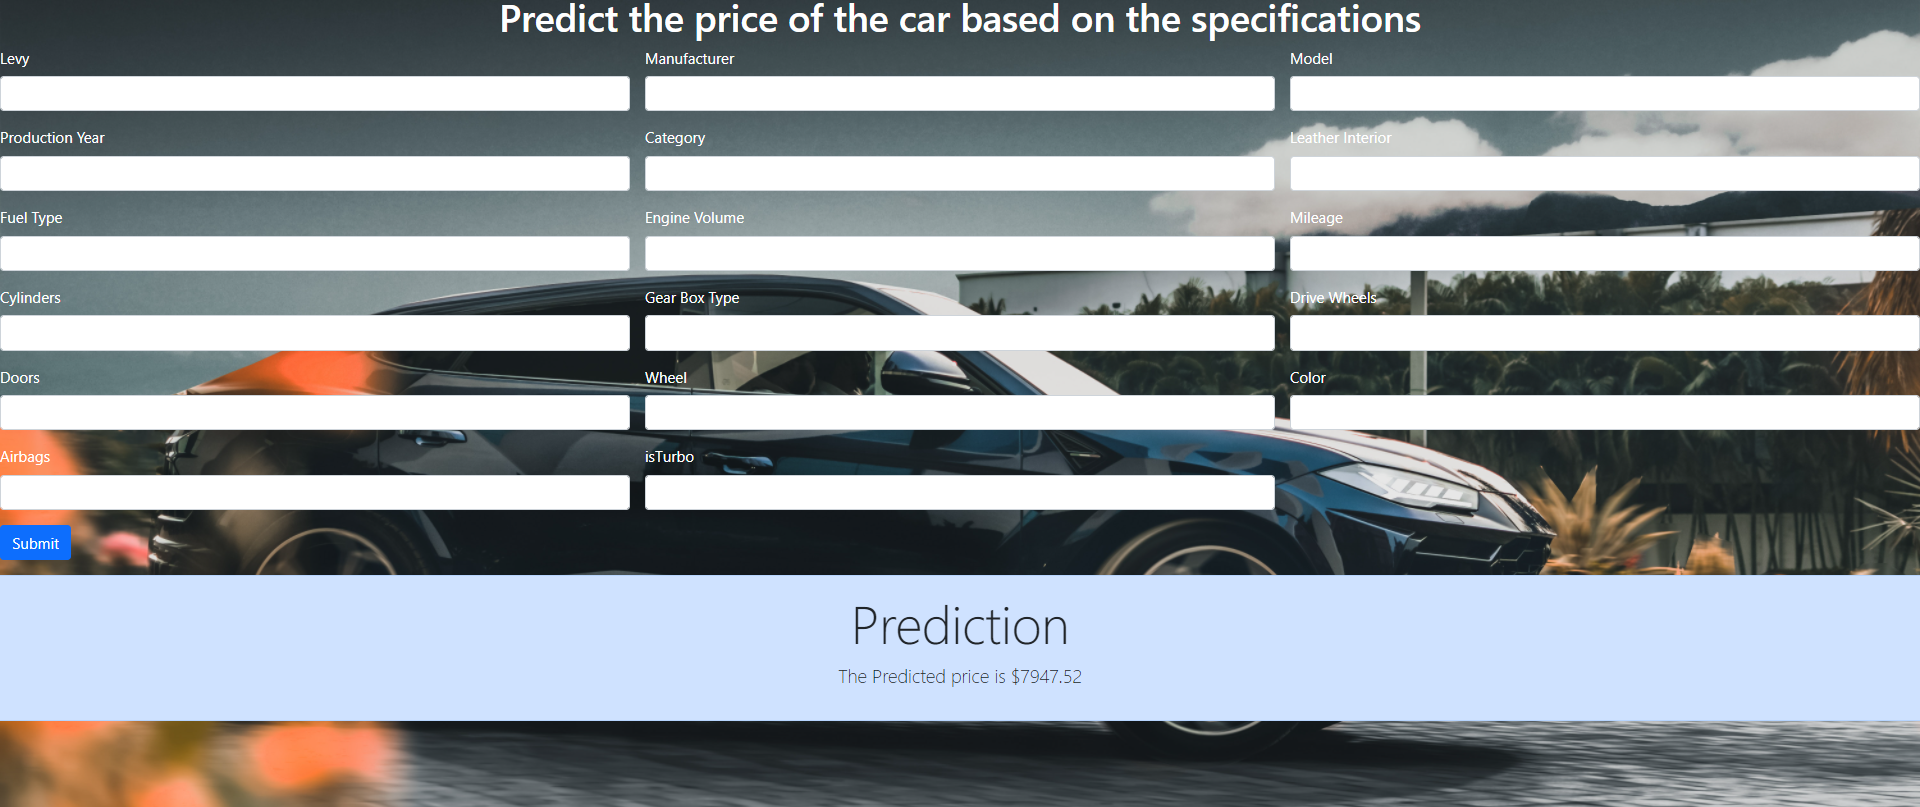 Predict the price of the car based on the specifications
Levy Manufacturer Model
Production Year Category Leather Interior
Fuel Type Engine Volume Mileage
Cylinders Gear Box Type Drive Wheels
Doors Wheel Color
Airbags isTurbo
Submit
Prediction
The Predicted price is $7947.52